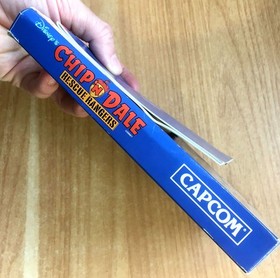 Disney's
CHIP 'N DALE
RESCUE RANGERS
CAPCOM